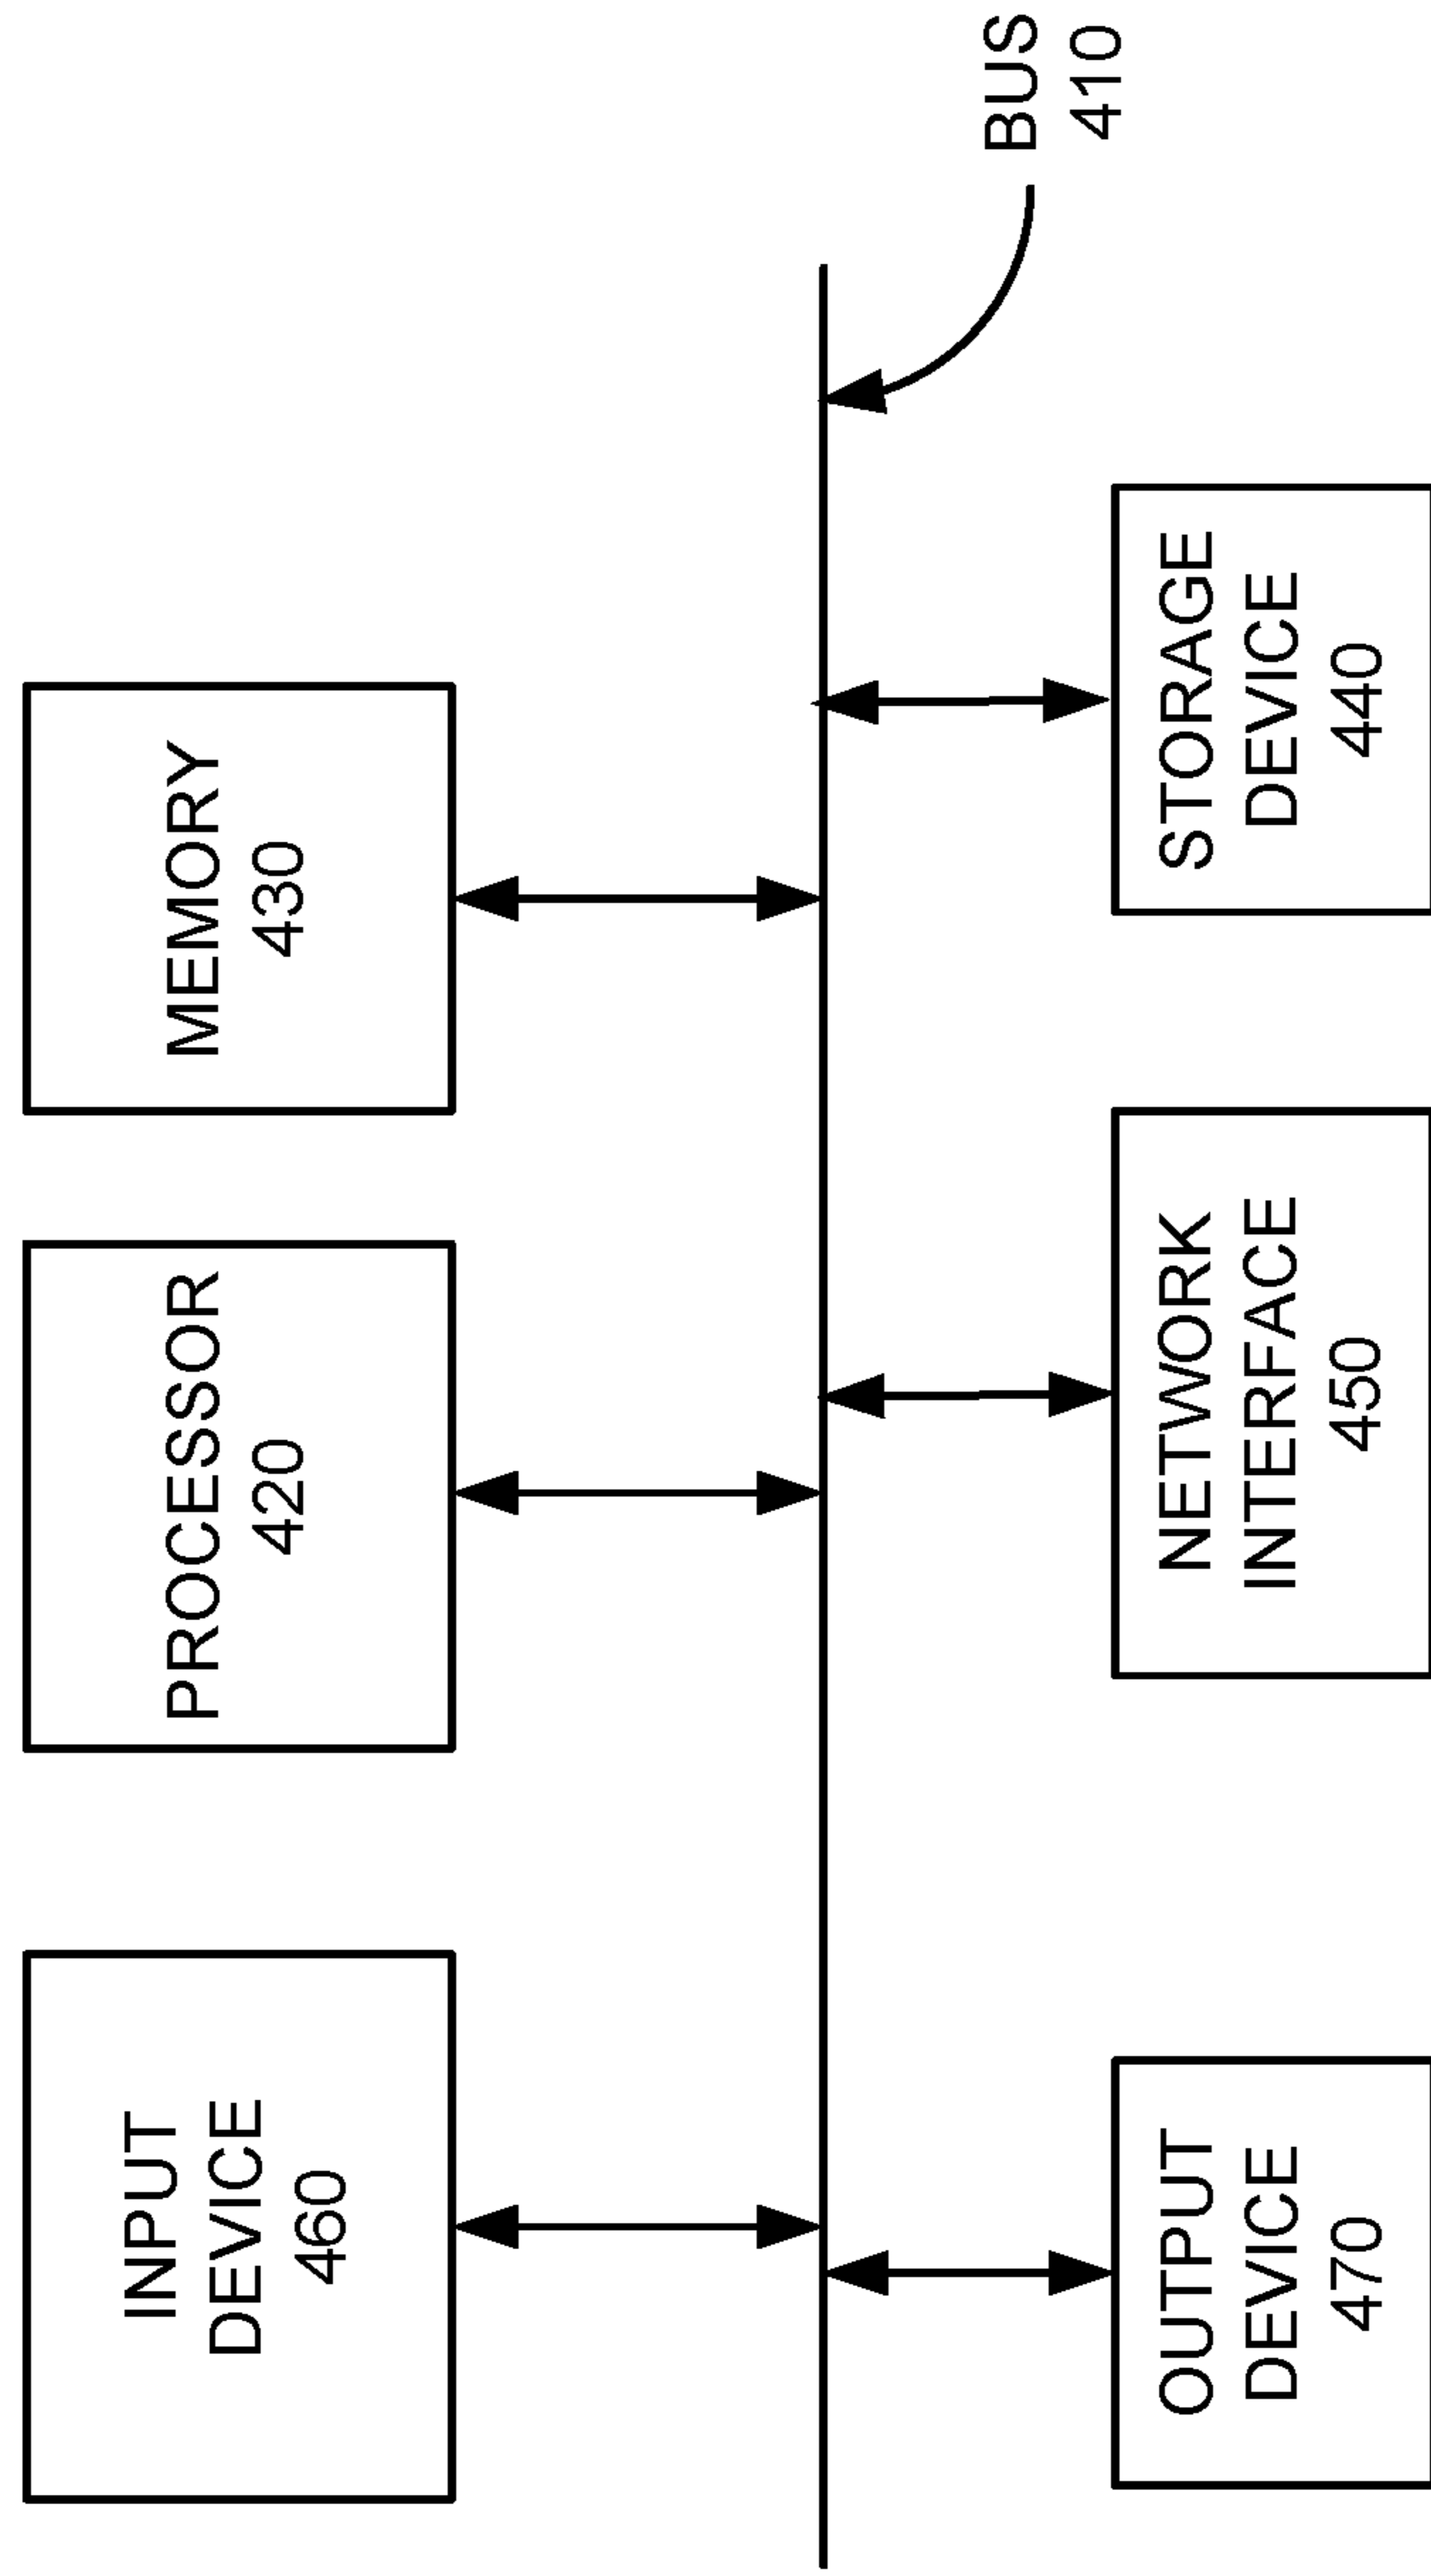 INPUT
DEVICE
460
PROCESSOR
420
MEMORY
430
BUS
410
OUTPUT
DEVICE
470
NETWORK
INTERFACE
450
STORAGE
DEVICE
440